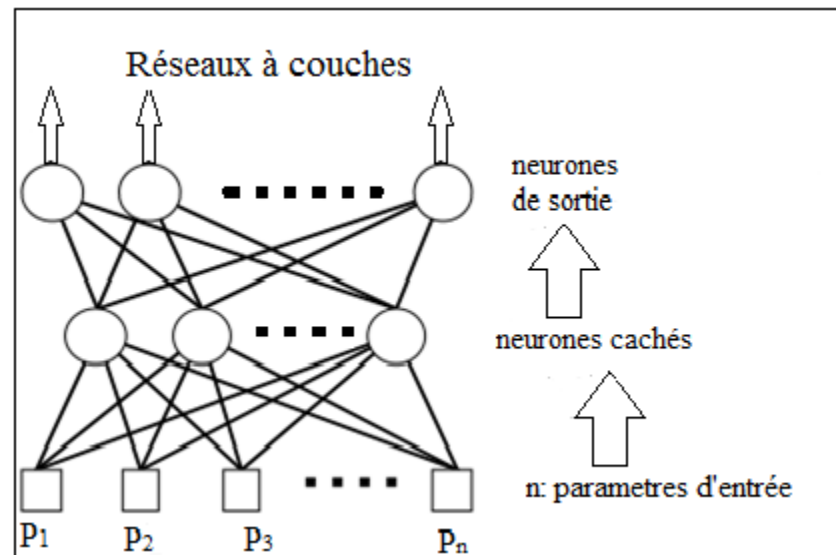 Réseaux à couches
neurones
de sortie
neurones cachés
n: parametres d'entrée
p1 p2 p3 pn